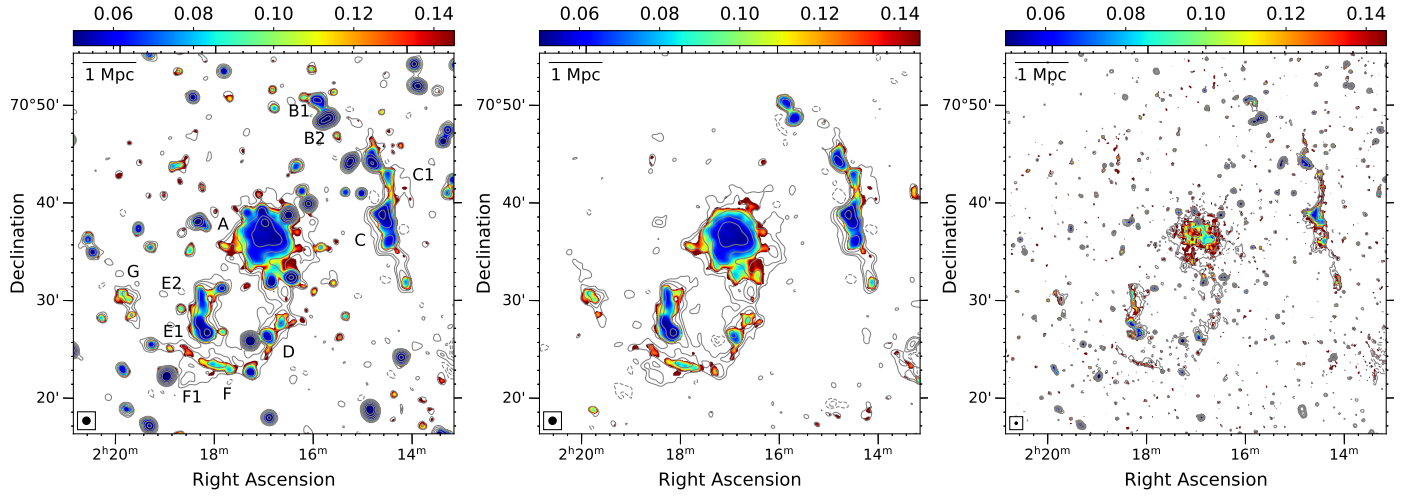 0.06 0.08 0.10 0.12 0.14
0.06 0.08 0.10 0.12 0.14
0.06 0.08 0.10 0.12 0.14
1 Mpc
B1
B2
C1
A
C
G
E2
E1
D
F1
F
70°50'
40'
30'
20'
Declination
2ʰ20ᵐ 18ᵐ 16ᵐ 14ᵐ
Right Ascension
1 Mpc
70°50'
40'
30'
20'
Declination
2ʰ20ᵐ 18ᵐ 16ᵐ 14ᵐ
Right Ascension
1 Mpc
70°50'
40'
30'
20'
Declination
2ʰ20ᵐ 18ᵐ 16ᵐ 14ᵐ
Right Ascension